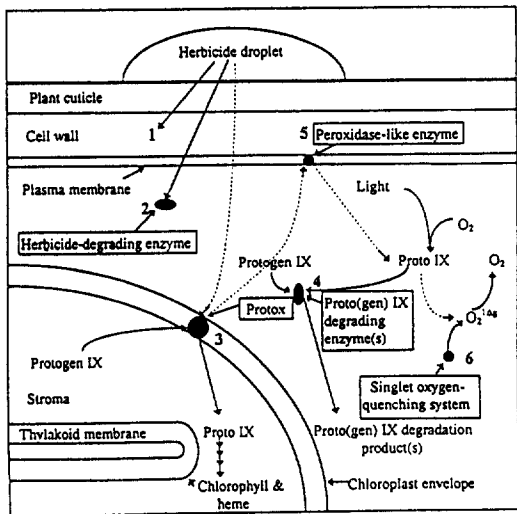 Herbicide droplet
Plant cuticle
Cell wall
1
5
Peroxidase-like enzyme
Plasma membrane
2
Light
Herbicide-degrading enzyme
O₂
Protogen IX
Proto IX
O₂
4
Protox
Proto(gen) IX
degrading
enzyme(s)
O₂¹Δg
3
Protogen IX
6
Stroma
Singlet oxygen-
quenching system
Thylakoid membrane
Proto IX
Proto(gen) IX degradation
product(s)
Chlorophyll &
heme
Chloroplast envelope